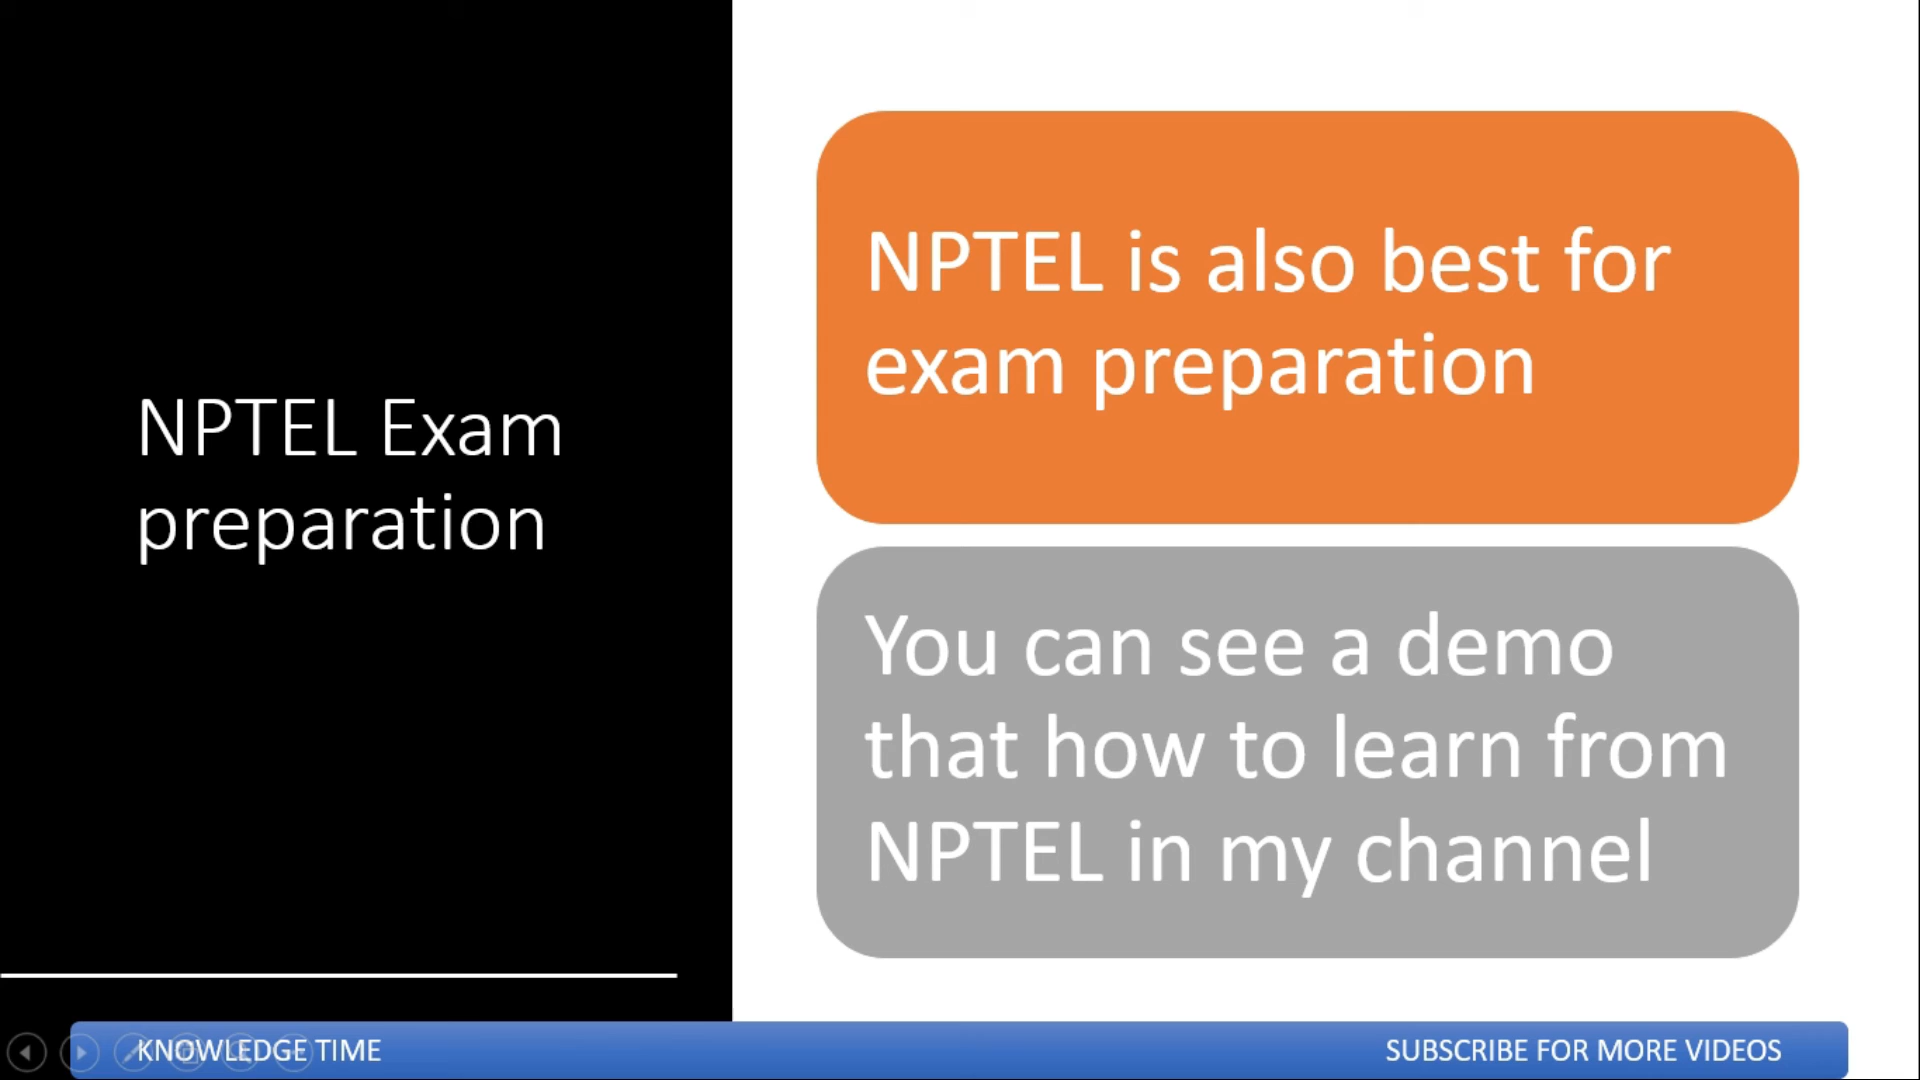 NPTEL Exam
preparation
NPTEL is also best for
exam preparation
You can see a demo
that how to learn from
NPTEL in my channel
KNOWLEDGE TIME
SUBSCRIBE FOR MORE VIDEOS